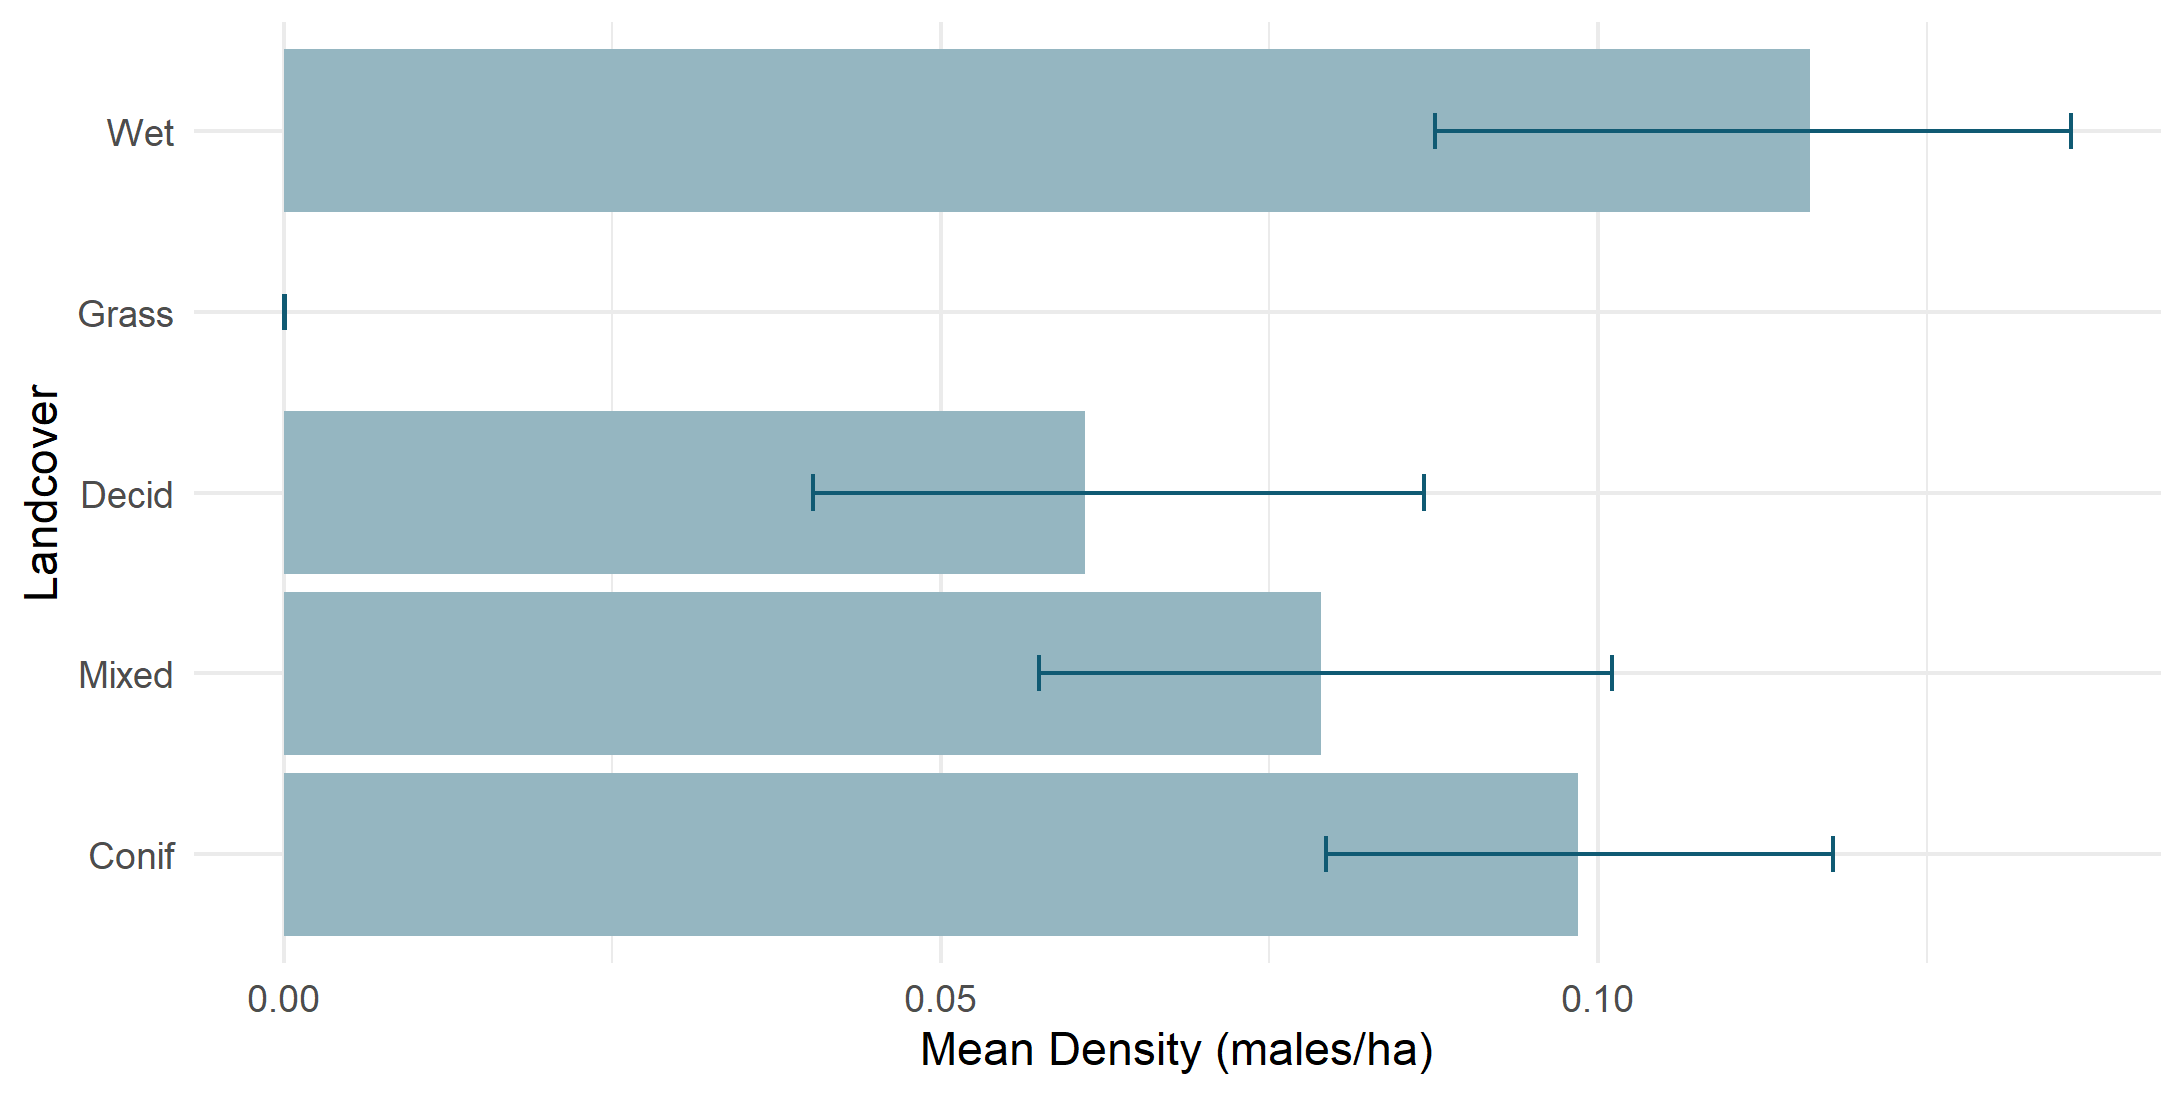 Wet
Grass
Decid
Mixed
Conif
Landcover
0.00 0.05 0.10
Mean Density (males/ha)